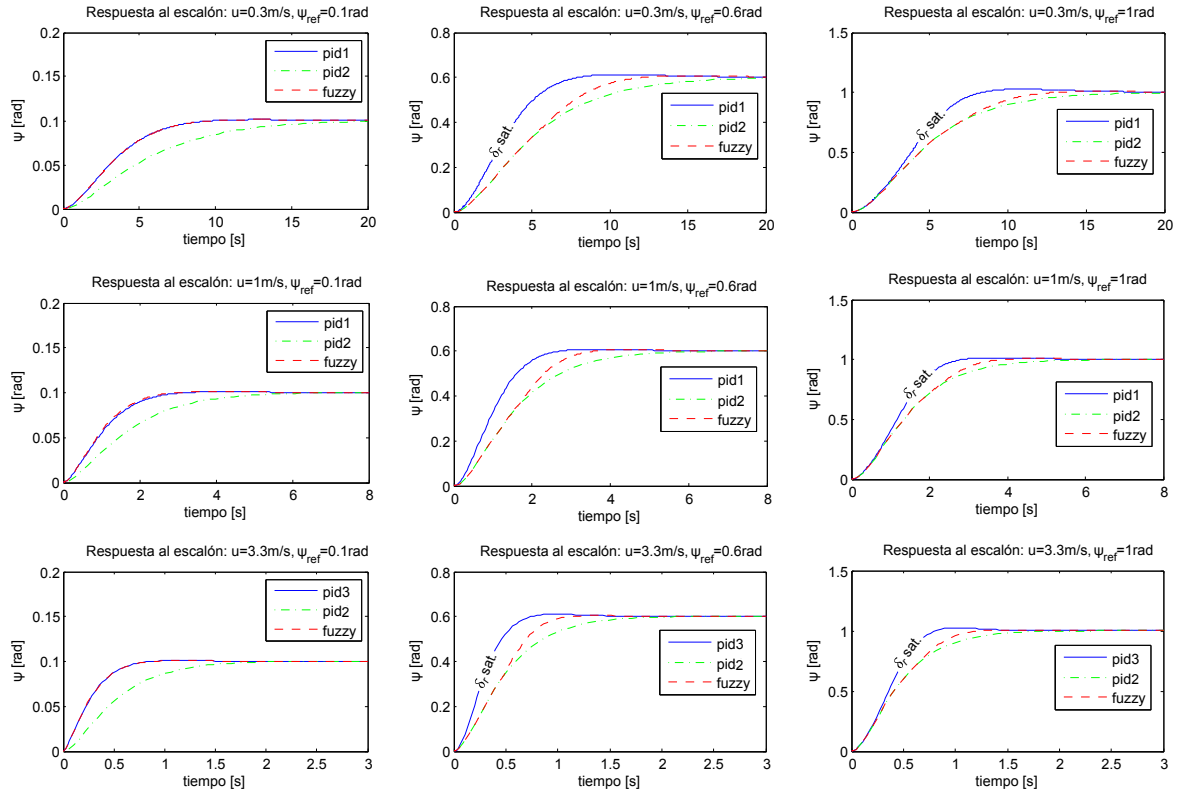 Respuesta al escalón: u=0.3m/s, ψref=0.1rad
0.2
0.15
0.1
0.05
0
ψ [rad]
pid1
pid2
fuzzy
0 5 10 15 20
tiempo [s]
Respuesta al escalón: u=0.3m/s, ψref=0.6rad
0.8
0.6
0.4
0.2
0
ψ [rad]
δr sat.
pid1
pid2
fuzzy
0 5 10 15 20
tiempo [s]
Respuesta al escalón: u=0.3m/s, ψref=1rad
1.5
1
0.5
0
ψ [rad]
δr sat.
pid1
pid2
fuzzy
0 5 10 15 20
tiempo [s]
Respuesta al escalón: u=1m/s, ψref=0.1rad
0.2
0.15
0.1
0.05
0
ψ [rad]
pid1
pid2
fuzzy
0 2 4 6 8
tiempo [s]
Respuesta al escalón: u=1m/s, ψref=0.6rad
0.8
0.6
0.4
0.2
0
ψ [rad]
pid1
pid2
fuzzy
0 2 4 6 8
tiempo [s]
Respuesta al escalón: u=1m/s, ψref=1rad
1.5
1
0.5
0
ψ [rad]
δr sat.
pid1
pid2
fuzzy
0 2 4 6 8
tiempo [s]
Respuesta al escalón: u=3.3m/s, ψref=0.1rad
0.2
0.15
0.1
0.05
0
ψ [rad]
pid3
pid2
fuzzy
0 0.5 1 1.5 2 2.5 3
tiempo [s]
Respuesta al escalón: u=3.3m/s, ψref=0.6rad
0.8
0.6
0.4
0.2
0
ψ [rad]
δr sat.
pid3
pid2
fuzzy
0 0.5 1 1.5 2 2.5 3
tiempo [s]
Respuesta al escalón: u=3.3m/s, ψref=1rad
1.5
1
0.5
0
ψ [rad]
δr sat.
pid3
pid2
fuzzy
0 0.5 1 1.5 2 2.5 3
tiempo [s]